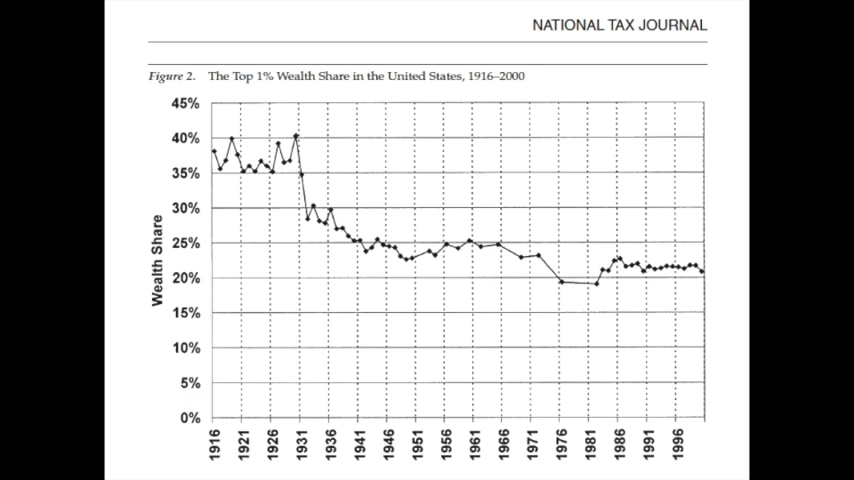 NATIONAL TAX JOURNAL
Figure 2. The Top 1% Wealth Share in the United States, 1916–2000
45%
40%
35%
30%
25%
20%
15%
10%
5%
0%
Wealth Share
1916 1921 1926 1931 1936 1941 1946 1951 1956 1961 1966 1971 1976 1981 1986 1991 1996